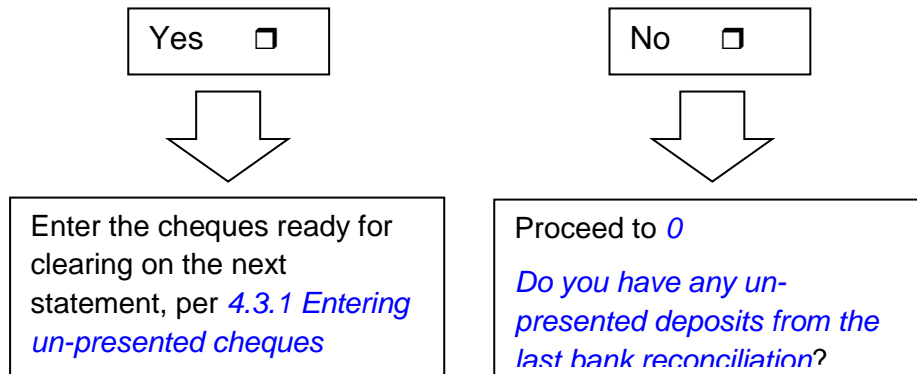 Yes ❒
No ❒
Enter the cheques ready for
clearing on the next
statement, per 4.3.1 Entering
un-presented cheques
Proceed to 0
Do you have any un-
presented deposits from the
last bank reconciliation?